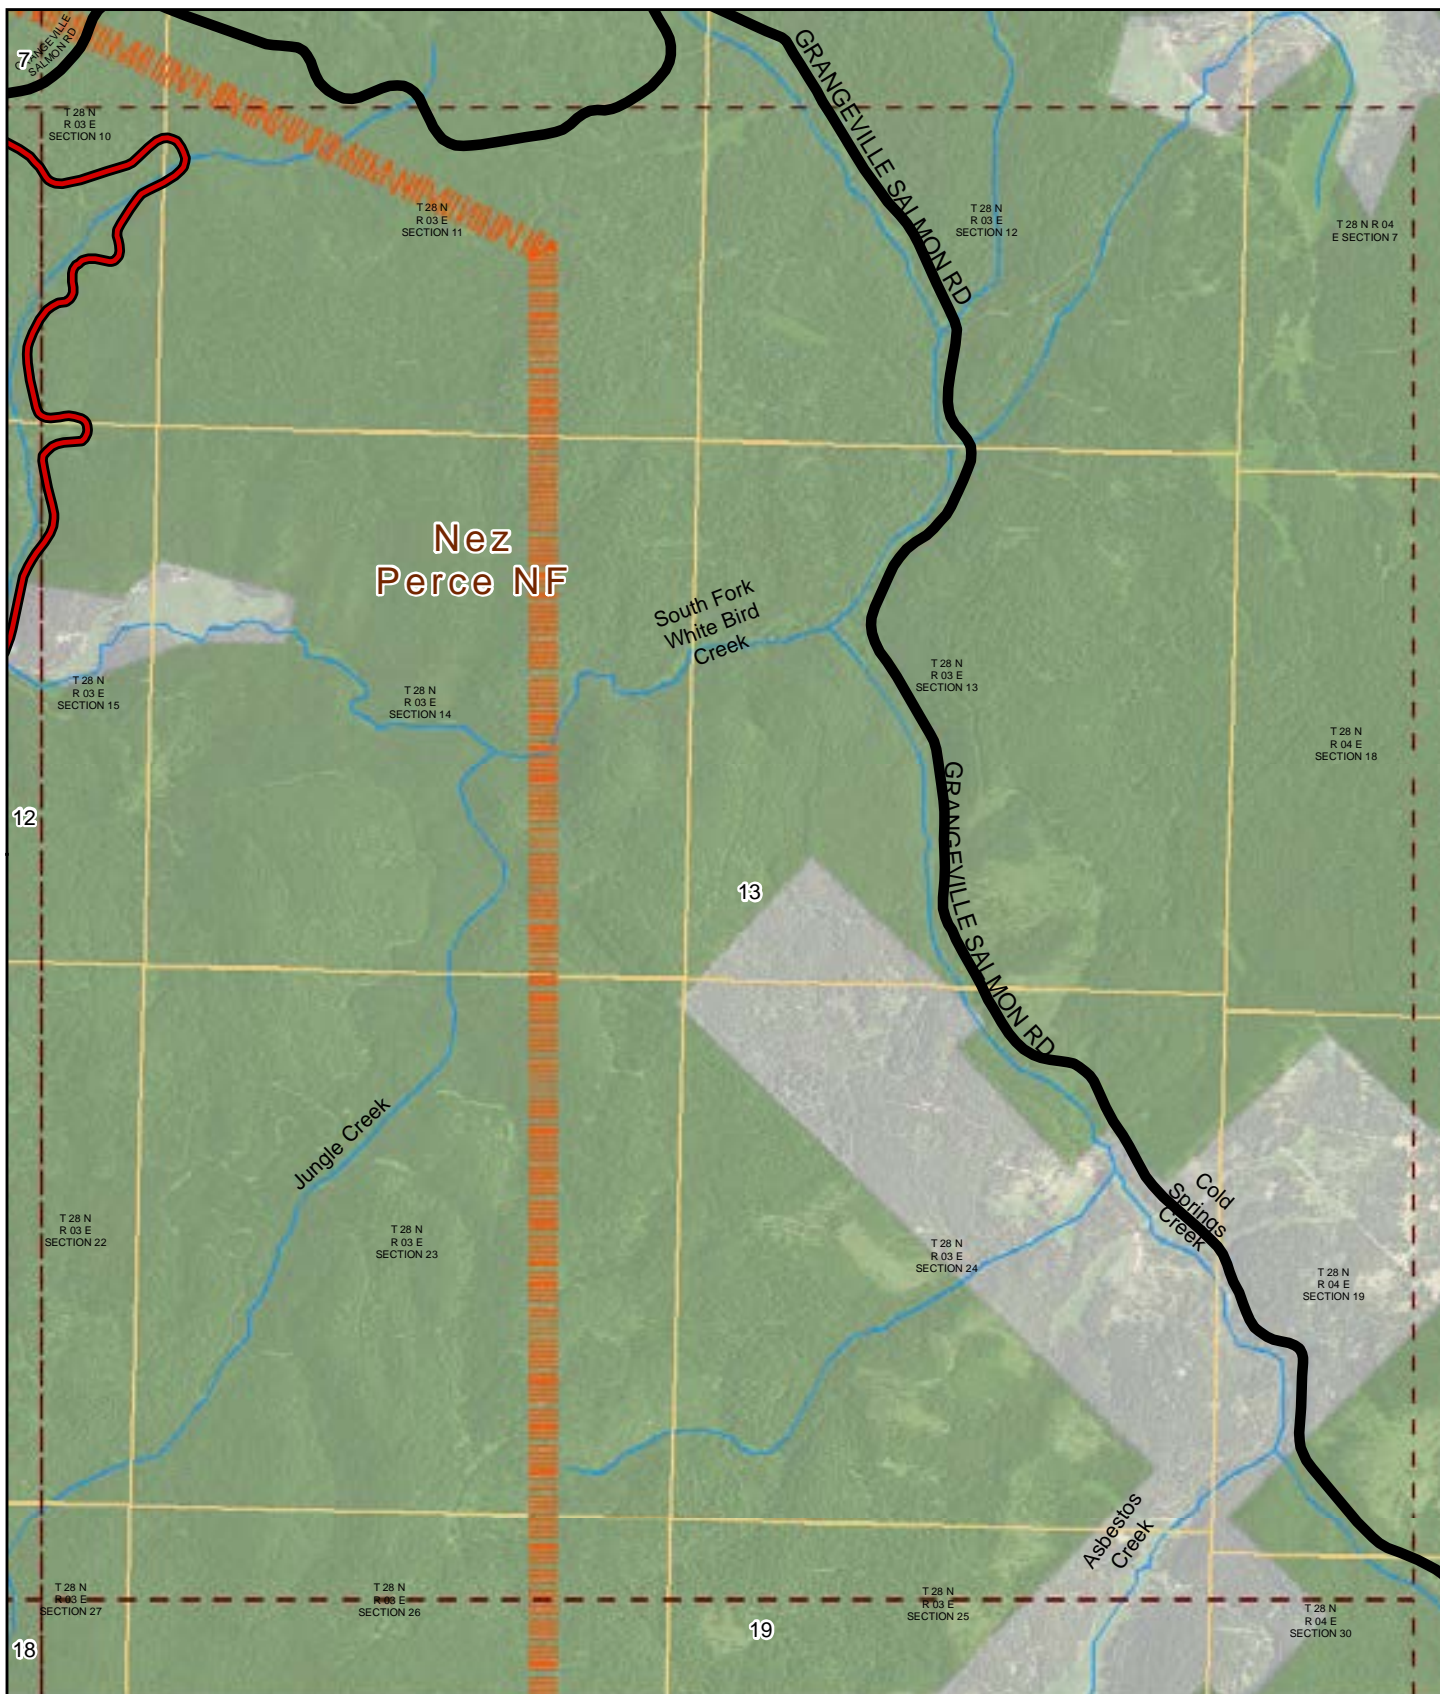 GRANGEVILLE
SALMON RD
7
T 28 N
R 03 E
SECTION 10
GRANGEVILLE SALMON RD
T 28 N
R 03 E
SECTION 11
T 28 N
R 03 E
SECTION 12
T 28 N R 04
E SECTION 7
Nez
Perce NF
South Fork
White Bird
Creek
T 28 N
R 03 E
SECTION 15
T 28 N
R 03 E
SECTION 14
T 28 N
R 03 E
SECTION 13
T 28 N
R 04 E
SECTION 18
12
GRANGEVILLE SALMON RD
13
Jungle Creek
Cold
Springs
Creek
T 28 N
R 03 E
SECTION 22
T 28 N
R 03 E
SECTION 23
T 28 N
R 03 E
SECTION 24
T 28 N
R 04 E
SECTION 19
Asbestos
Creek
T 28 N
R 03 E
SECTION 27
T 28 N
R 03 E
SECTION 26
T 28 N
R 03 E
SECTION 25
T 28 N
R 04 E
SECTION 30
18
19